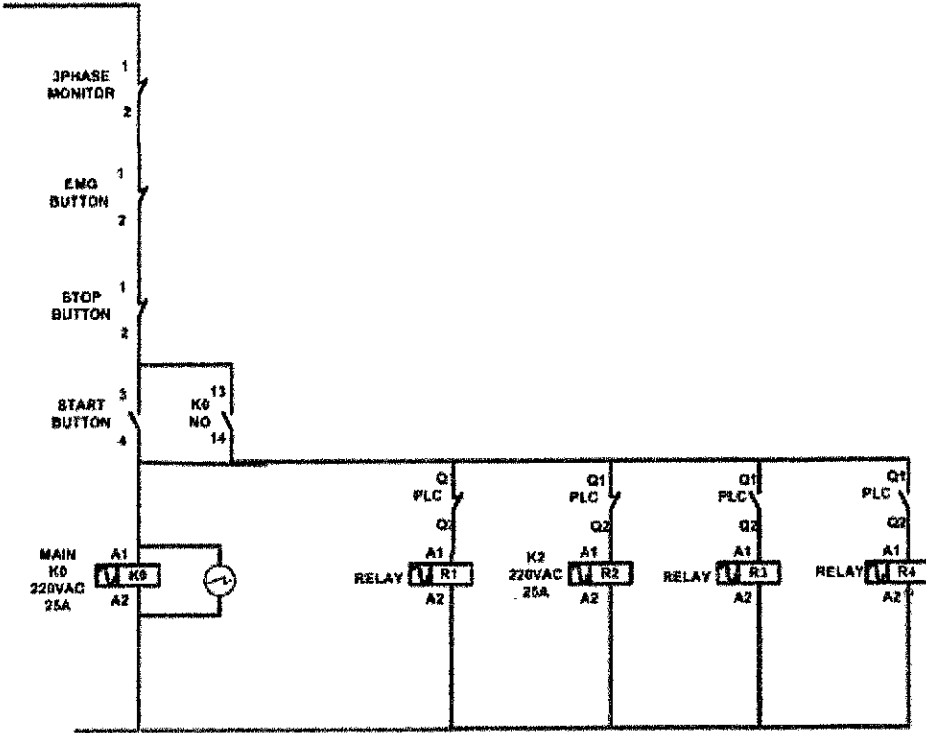 1
3PHASE
MONITOR
2
1
EMG
BUTTON
2
1
STOP
BUTTON
2
3
START
BUTTON
4
13
K0
NO
14
Q
PLC
Q2
Q1
PLC
Q2
Q1
PLC
Q2
Q1
PLC
Q2
MAIN
K0
220VAC
25A
A1
K0
A2
RELAY
A1
R1
A2
K2
220VAC
25A
A1
R2
A2
RELAY
A1
R3
A2
RELAY
A1
R4
A2